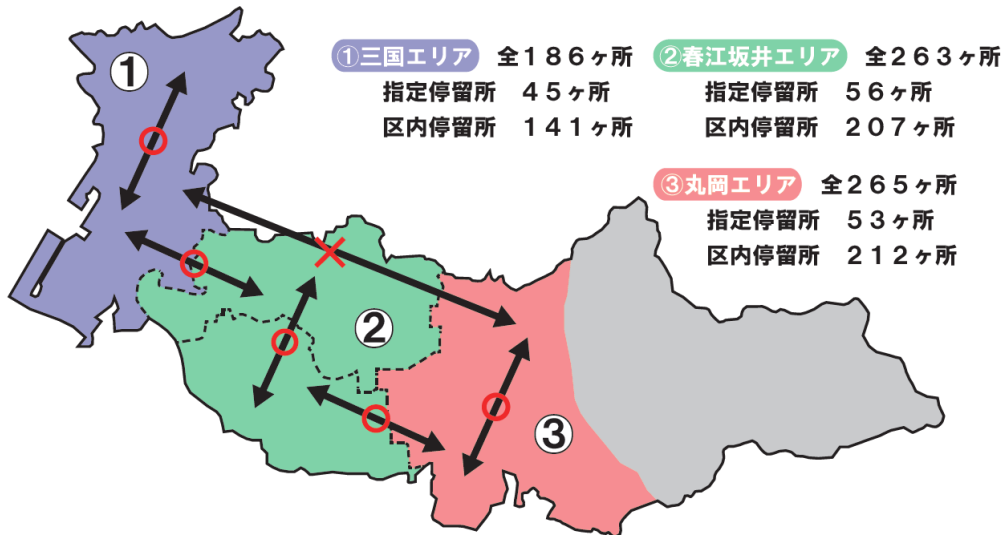 ①三国エリア 全186ヶ所
指定停留所 45ヶ所
区内停留所 141ヶ所
②春江坂井エリア 全263ヶ所
指定停留所 56ヶ所
区内停留所 207ヶ所
③丸岡エリア 全265ヶ所
指定停留所 53ヶ所
区内停留所 212ヶ所
①
②
③